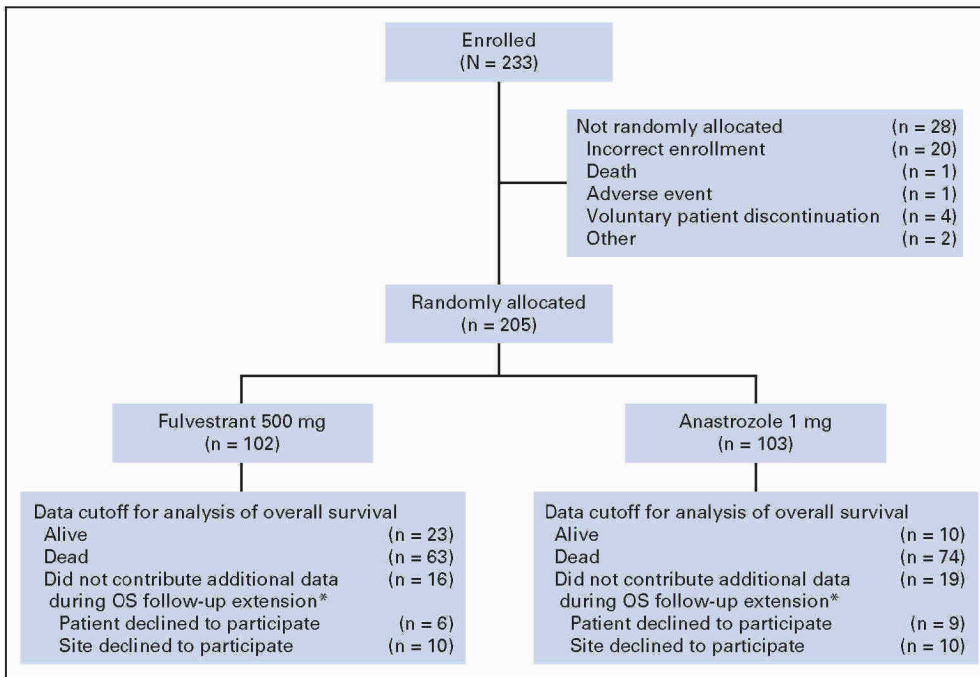 Enrolled
(N = 233)
Not randomly allocated (n = 28)
Incorrect enrollment (n = 20)
Death (n = 1)
Adverse event (n = 1)
Voluntary patient discontinuation (n = 4)
Other (n = 2)
Randomly allocated
(n = 205)
Fulvestrant 500 mg
(n = 102)
Anastrozole 1 mg
(n = 103)
Data cutoff for analysis of overall survival
Alive (n = 23)
Dead (n = 63)
Did not contribute additional data (n = 16)
during OS follow-up extension*
Patient declined to participate (n = 6)
Site declined to participate (n = 10)
Data cutoff for analysis of overall survival
Alive (n = 10)
Dead (n = 74)
Did not contribute additional data (n = 19)
during OS follow-up extension*
Patient declined to participate (n = 9)
Site declined to participate (n = 10)